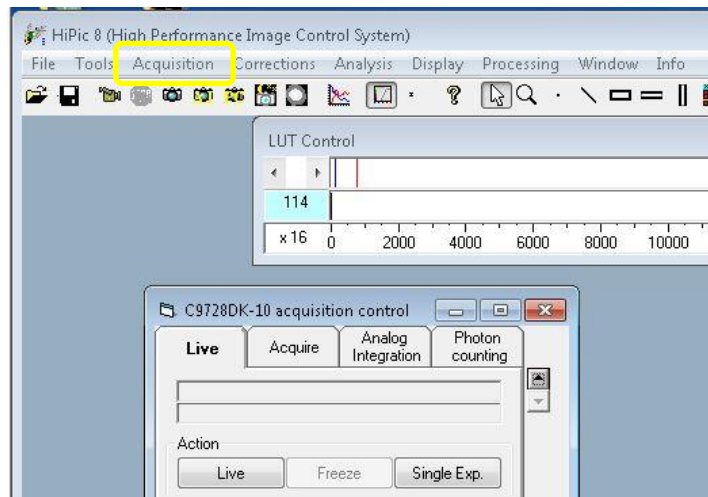 HiPic 8 (High Performance Image Control System)
File Tools Acquisition Corrections Analysis Display Processing Window Info
LUT Control
114
x 16 0 2000 4000 6000 8000 10000
C9728DK-10 acquisition control
Live Acquire Analog Integration Photon counting
Action
Live Freeze Single Exp.